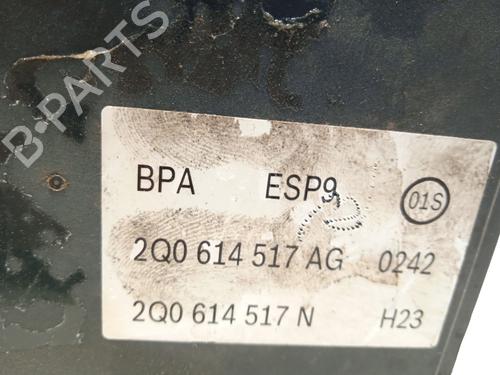 B-PARTS
BPA ESP9 01S
2Q0 614 517 AG 0242
2Q0 614 517 N H23